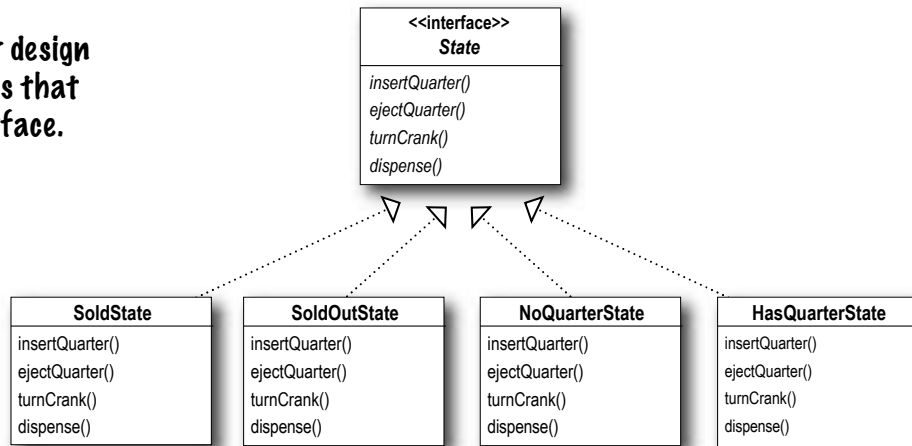 r design
s that
face.
<<interface>>
State
insertQuarter()
ejectQuarter()
turnCrank()
dispense()
SoldState
insertQuarter()
ejectQuarter()
turnCrank()
dispense()
SoldOutState
insertQuarter()
ejectQuarter()
turnCrank()
dispense()
NoQuarterState
insertQuarter()
ejectQuarter()
turnCrank()
dispense()
HasQuarterState
insertQuarter()
ejectQuarter()
turnCrank()
dispense()